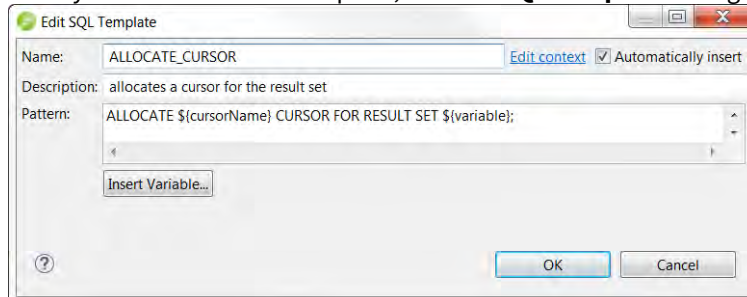 Edit SQL Template
Name: ALLOCATE_CURSOR Edit context Automatically insert
Description: allocates a cursor for the result set
Pattern: ALLOCATE ${cursorName} CURSOR FOR RESULT SET ${variable};
Insert Variable...
OK Cancel